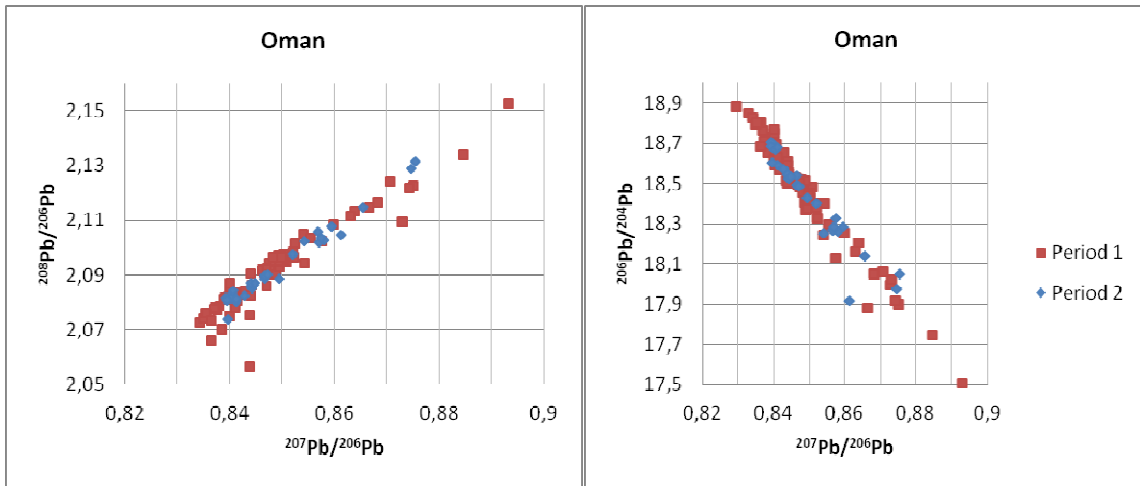 Oman
²⁰⁸Pb/²⁰⁶Pb
2,15
2,13
2,11
2,09
2,07
2,05
0,82 0,84 0,86 0,88 0,9
²⁰⁷Pb/²⁰⁶Pb
Oman
²⁰⁶Pb/²⁰⁴Pb
18,9
18,7
18,5
18,3
18,1
17,9
17,7
17,5
0,82 0,84 0,86 0,88 0,9
²⁰⁷Pb/²⁰⁶Pb
Period 1
Period 2